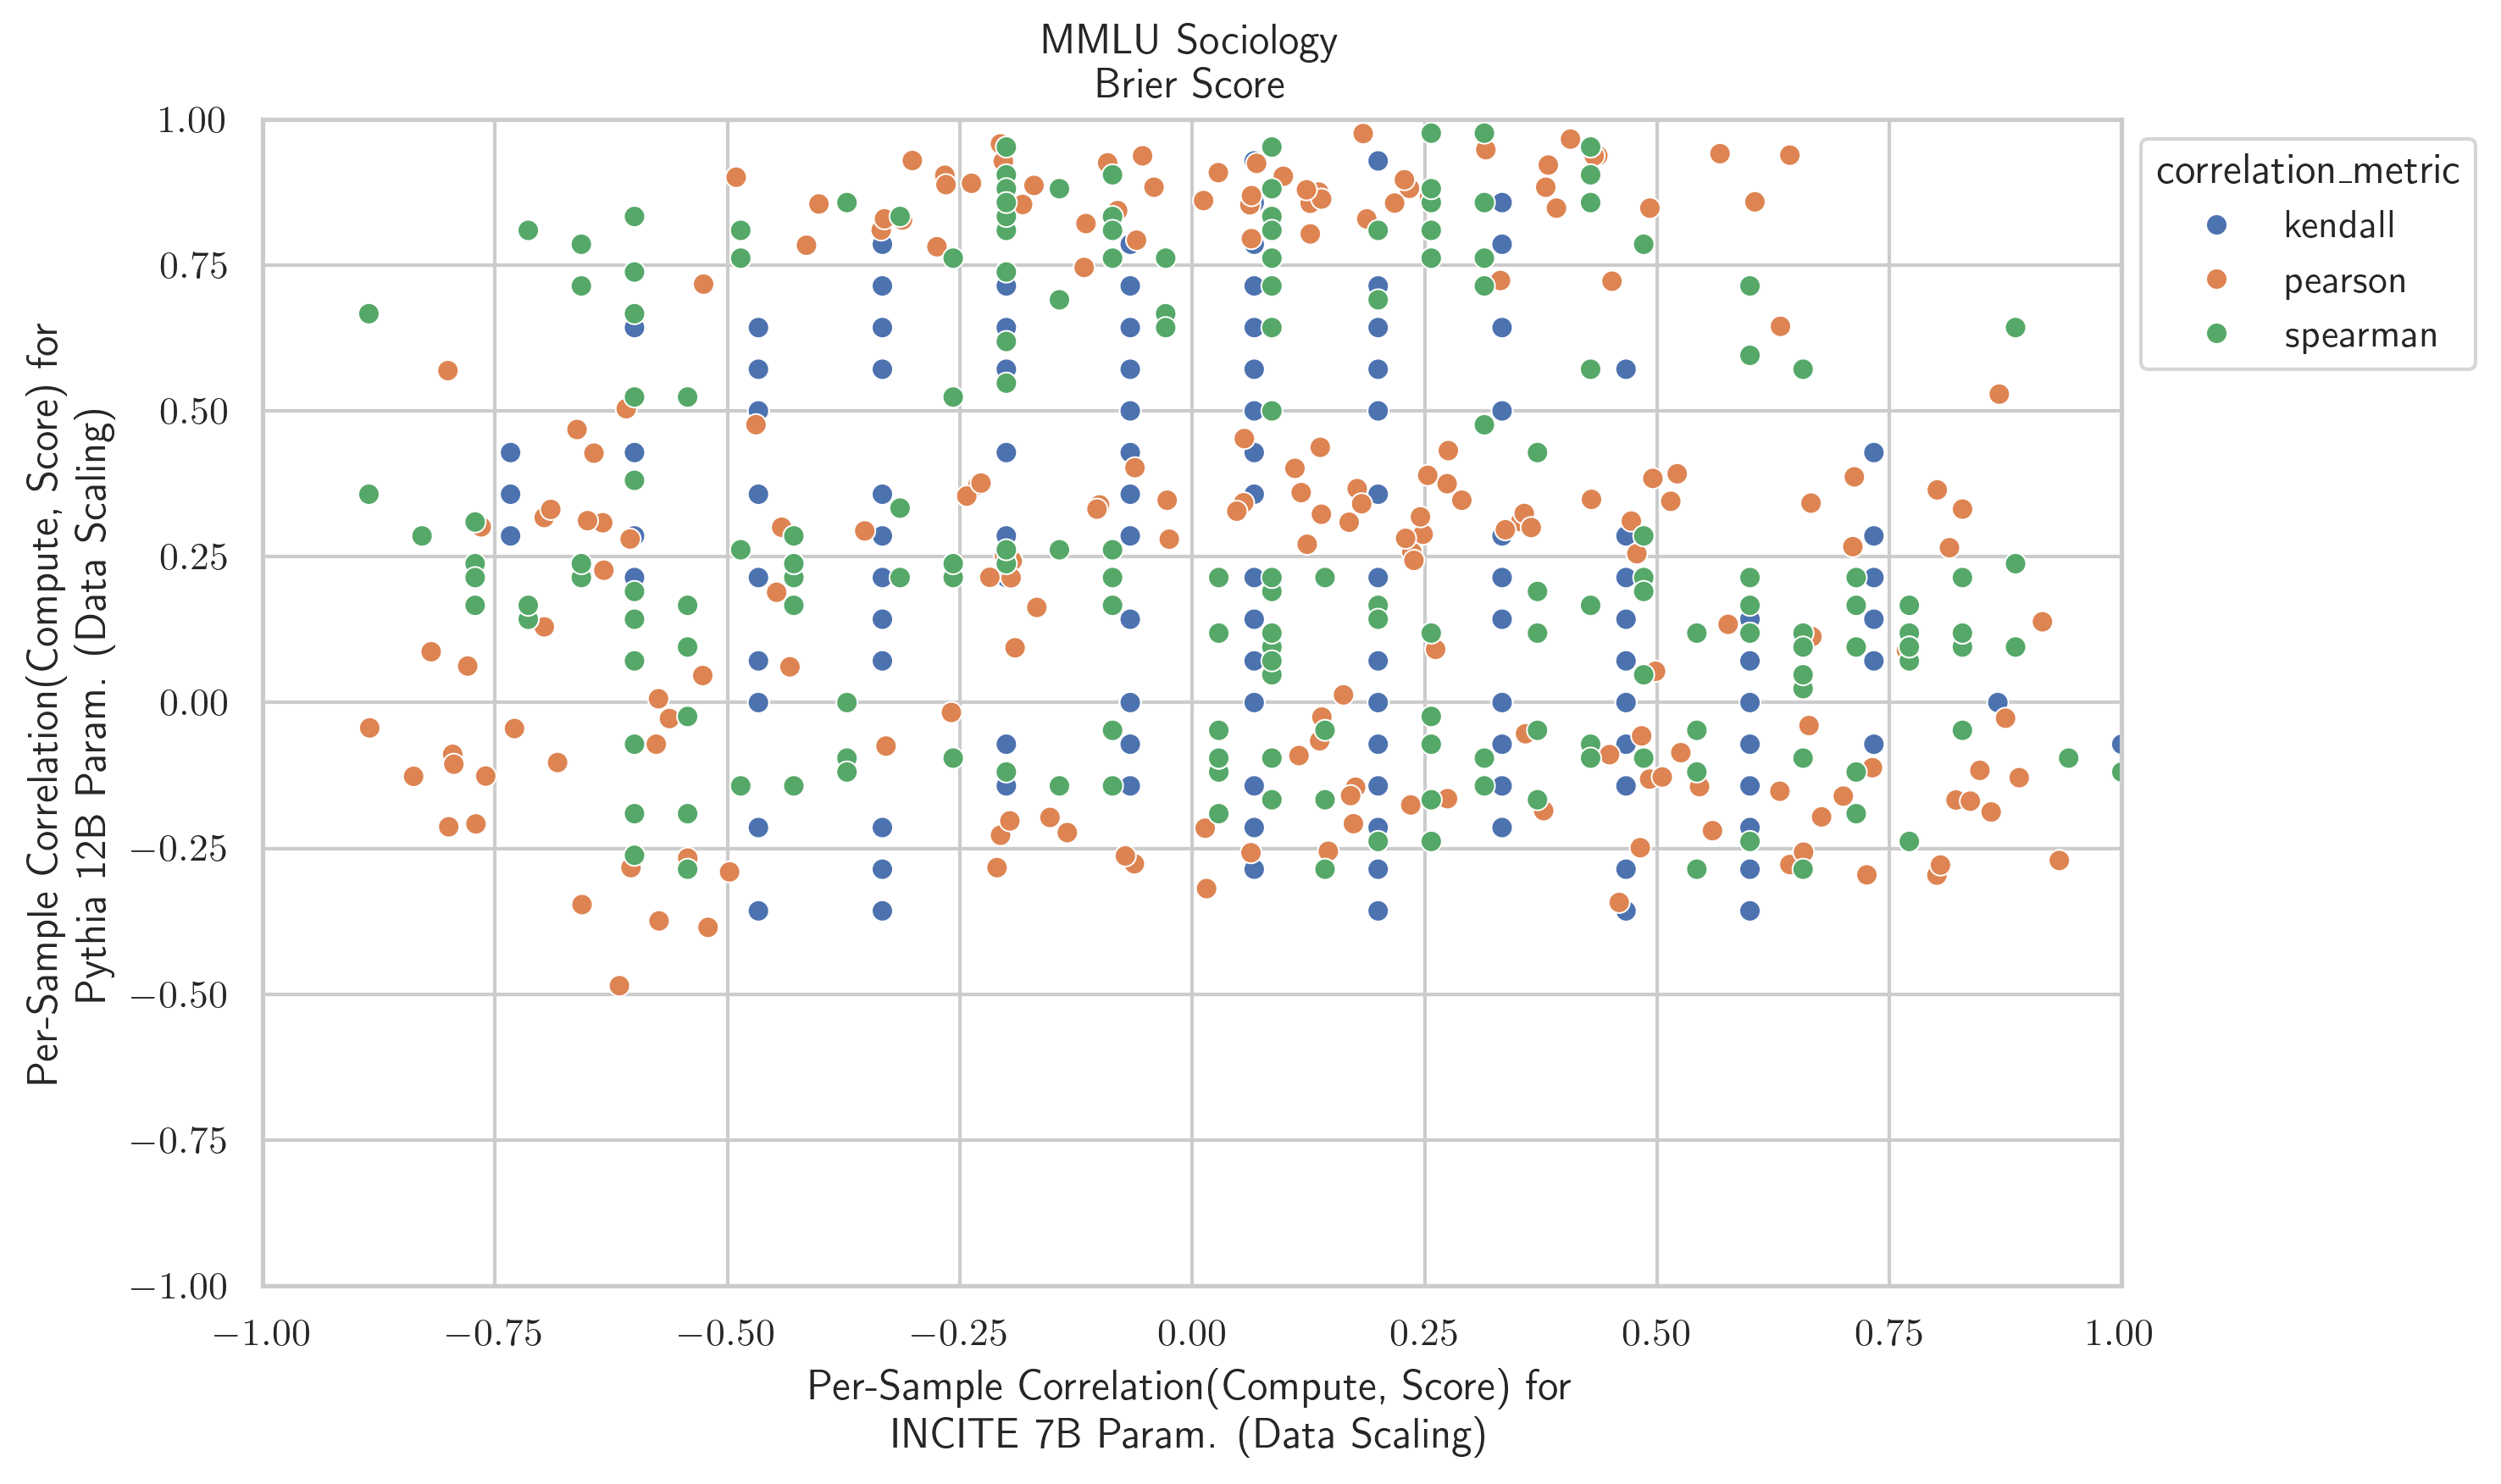 MMLU Sociology
Brier Score
Per-Sample Correlation(Compute, Score) for
Pythia 12B Param. (Data Scaling)
1.00
0.75
0.50
0.25
0.00
−0.25
−0.50
−0.75
−1.00
−1.00
−0.75
−0.50
−0.25
0.00
0.25
0.50
0.75
1.00
Per-Sample Correlation(Compute, Score) for
INCITE 7B Param. (Data Scaling)
correlation_metric
kendall
pearson
spearman